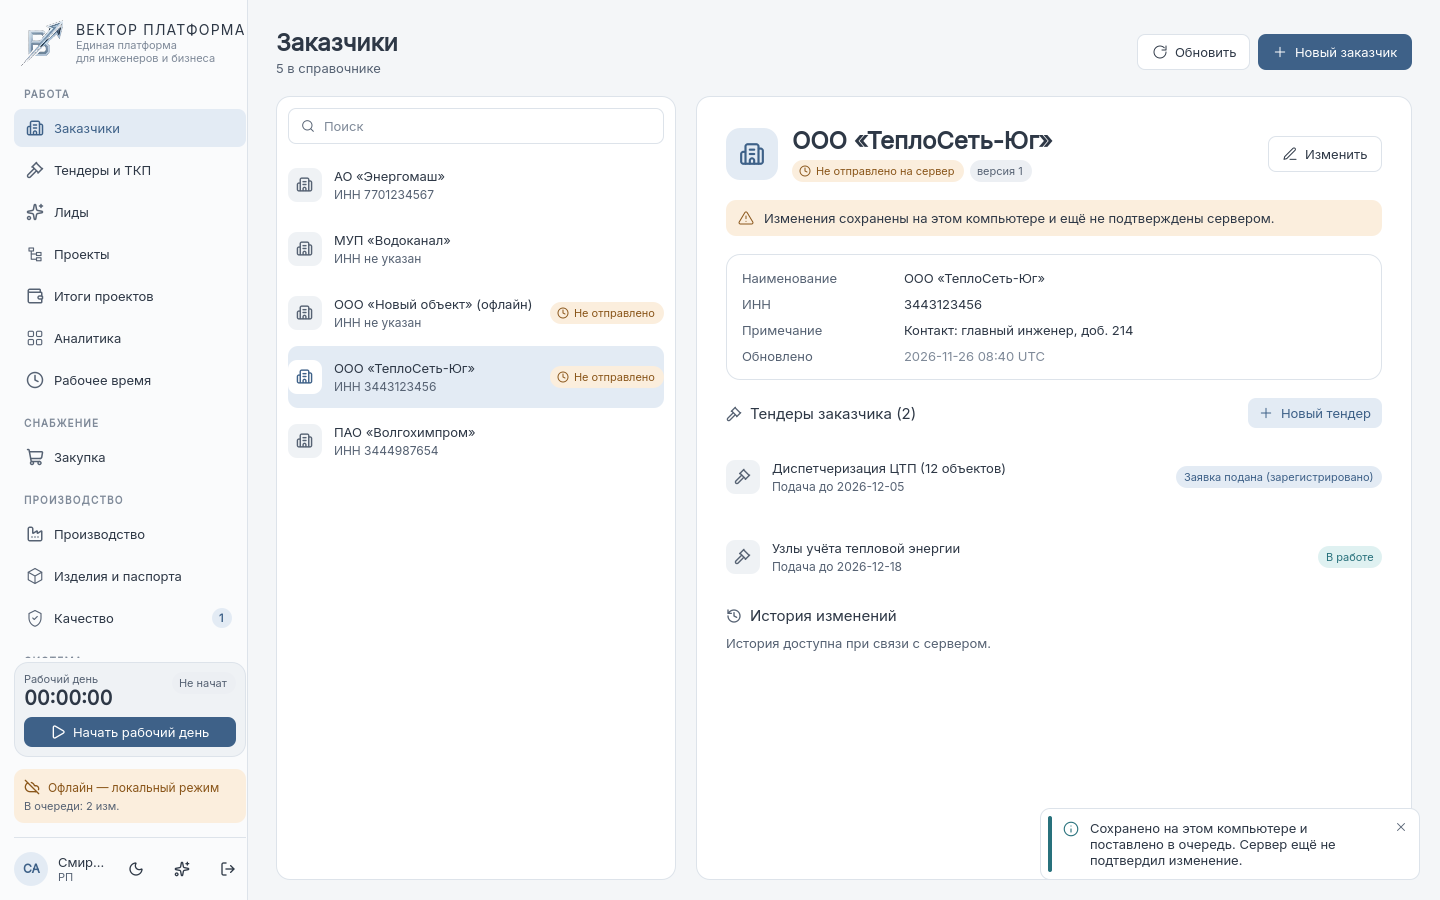 ВЕКТОР ПЛАТФОРМА
Единая платформа
для инженеров и бизнеса
РАБОТА
Заказчики
Тендеры и ТКП
Лиды
Проекты
Итоги проектов
Аналитика
Рабочее время
СНАБЖЕНИЕ
Закупка
ПРОИЗВОДСТВО
Производство
Изделия и паспорта
Качество 1
Рабочий день
Не начат
00:00:00
Начать рабочий день
Офлайн — локальный режим
В очереди: 2 изм.
СА
Смир...
РП
Заказчики
5 в справочнике
Обновить
Новый заказчик
Поиск
АО «Энергомаш»
ИНН 7701234567
МУП «Водоканал»
ИНН не указан
ООО «Новый объект» (офлайн)
ИНН не указан
Не отправлено
ООО «ТеплоСеть-Юг»
ИНН 3443123456
Не отправлено
ПАО «Волгохимпром»
ИНН 3444987654
ООО «ТеплоСеть-Юг»
Не отправлено на сервер
версия 1
Изменить
Изменения сохранены на этом компьютере и ещё не подтверждены сервером.
Наименование ООО «ТеплоСеть-Юг»
ИНН 3443123456
Примечание Контакт: главный инженер, доб. 214
Обновлено 2026-11-26 08:40 UTC
Тендеры заказчика (2)
Новый тендер
Диспетчеризация ЦТП (12 объектов)
Подача до 2026-12-05
Заявка подана (зарегистрировано)
Узлы учёта тепловой энергии
Подача до 2026-12-18
В работе
История изменений
История доступна при связи с сервером.
Сохранено на этом компьютере и
поставлено в очередь. Сервер ещё не
подтвердил изменение.